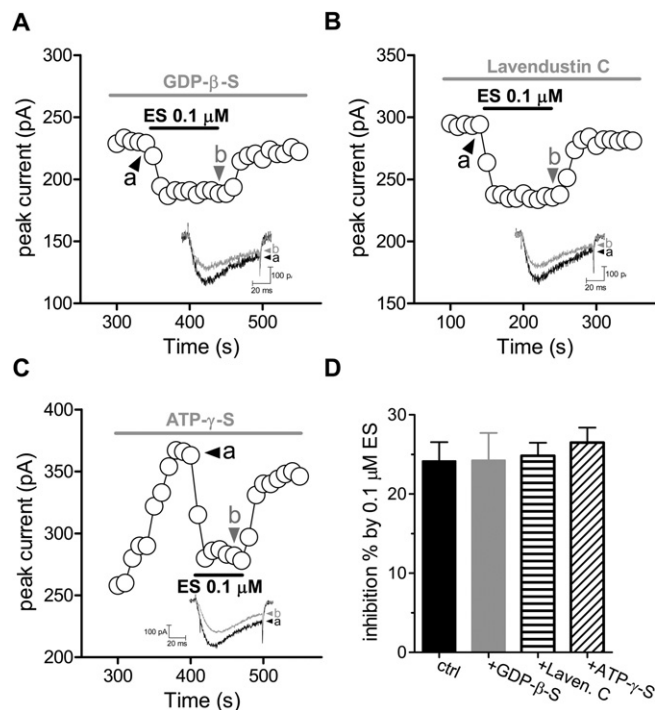 A
GDP-β-S
ES 0.1 μM
peak current (pA)
300
250
200
150
100
a
b
b
a
100 pA
20 ms
300 400 500
Time (s)
B
Lavendustin C
ES 0.1 μM
peak current (pA)
350
300
250
200
150
a
b
b
a
20 ms
100 200 300
Time (s)
C
ATP-γ-S
peak current (pA)
400
350
300
250
200
a
b
ES 0.1 μM
100 pA
20 ms
b
a
300 400 500
Time (s)
D
inhibition % by 0.1 μM ES
30
20
10
0
ctrl
+GDP-β-S
+Laven. C
+ATP-γ-S